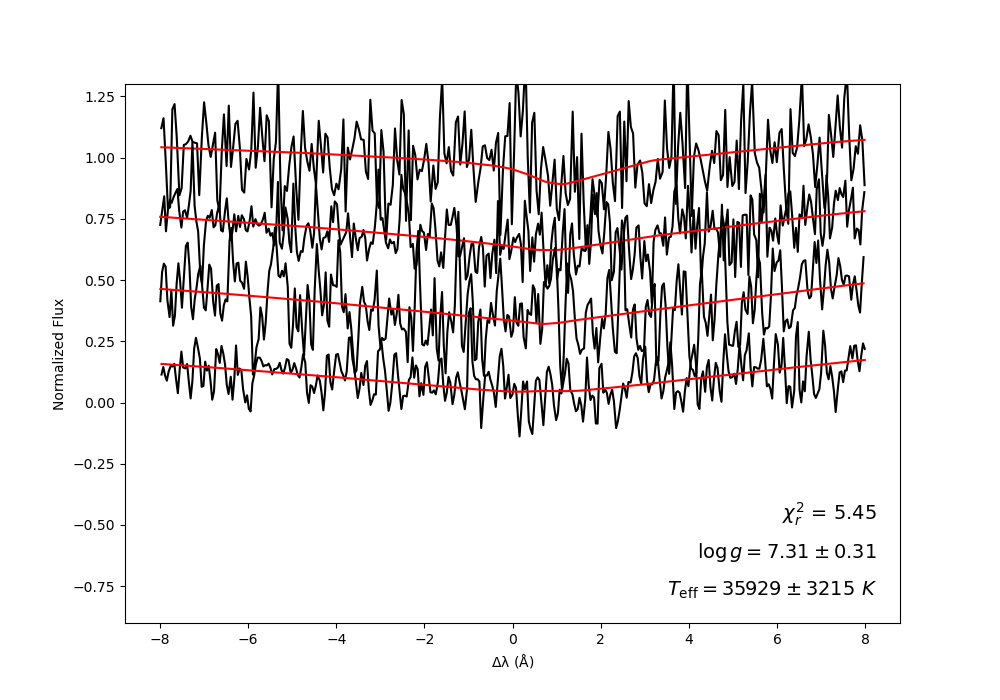 1.25
1.00
0.75
0.50
0.25
0.00
−0.25
−0.50
−0.75
Normalized Flux
χ²ᵣ = 5.45
log g = 7.31 ± 0.31
T_eff = 35929 ± 3215 K
−8 −6 −4 −2 0 2 4 6 8
Δλ (Å)